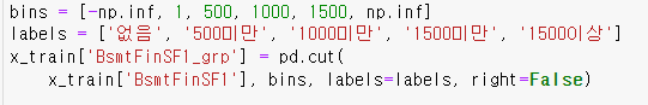 bins = [-np.inf, 1, 500, 1000, 1500, np.inf]
labels = ['없음', '500미만', '1000미만', '1500미만', '15000이상']
x_train['BsmtFinSF1_grp'] = pd.cut(
x_train['BsmtFinSF1'], bins, labels=labels, right=False)